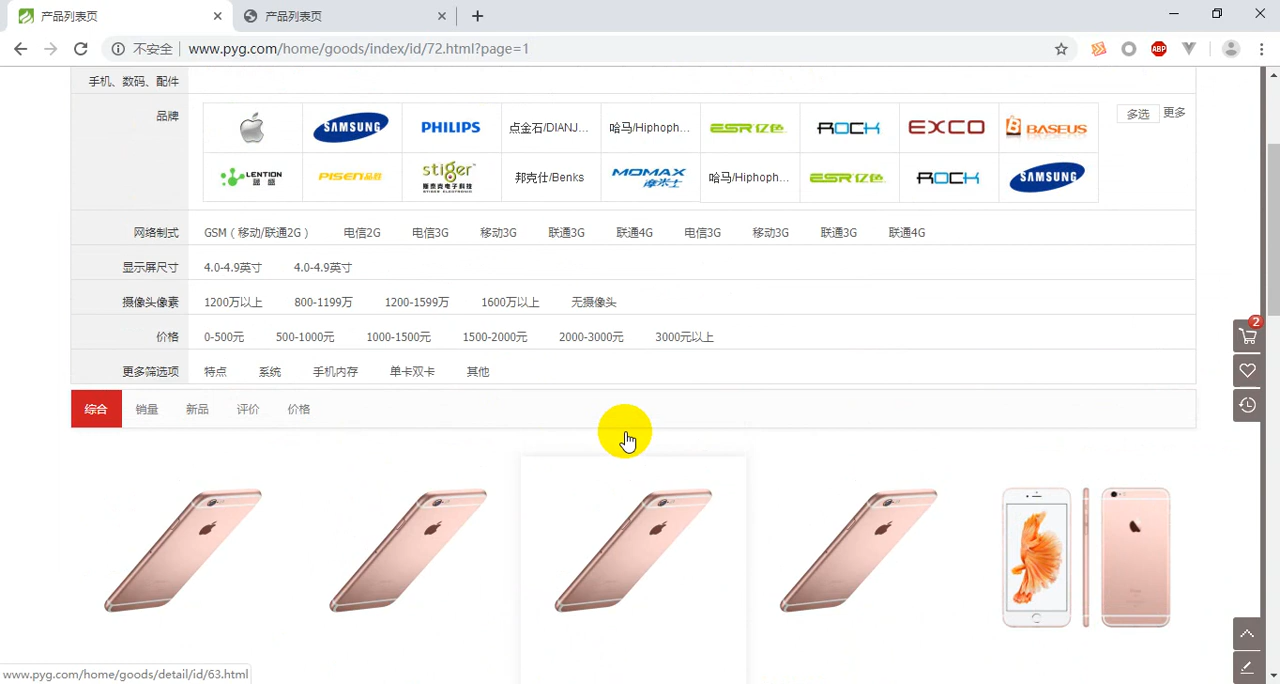 产品列表页
产品列表页
不安全 www.pyg.com/home/goods/index/id/72.html?page=1
ABP
手机、数码、配件
品牌
SAMSUNG PHILIPS 点金石/DIANJ... 哈马/Hiphoph... ESR亿色 ROCK EXCO BASEUS
多选 更多
LENTION 蓝盛 PISEN品胜 stiger 斯泰克电子科技 STIGER ELECTRONIC 邦克仕/Benks MOMAX 摩米士 哈马/Hiphoph... ESR亿色 ROCK SAMSUNG
网络制式 GSM（移动/联通2G） 电信2G 电信3G 移动3G 联通3G 联通4G 电信3G 移动3G 联通3G 联通4G
显示屏尺寸 4.0-4.9英寸 4.0-4.9英寸
摄像头像素 1200万以上 800-1199万 1200-1599万 1600万以上 无摄像头
价格 0-500元 500-1000元 1000-1500元 1500-2000元 2000-3000元 3000元以上
更多筛选项 特点 系统 手机内存 单卡双卡 其他
综合 销量 新品 评价 价格
2
www.pyg.com/home/goods/detail/id/63.html